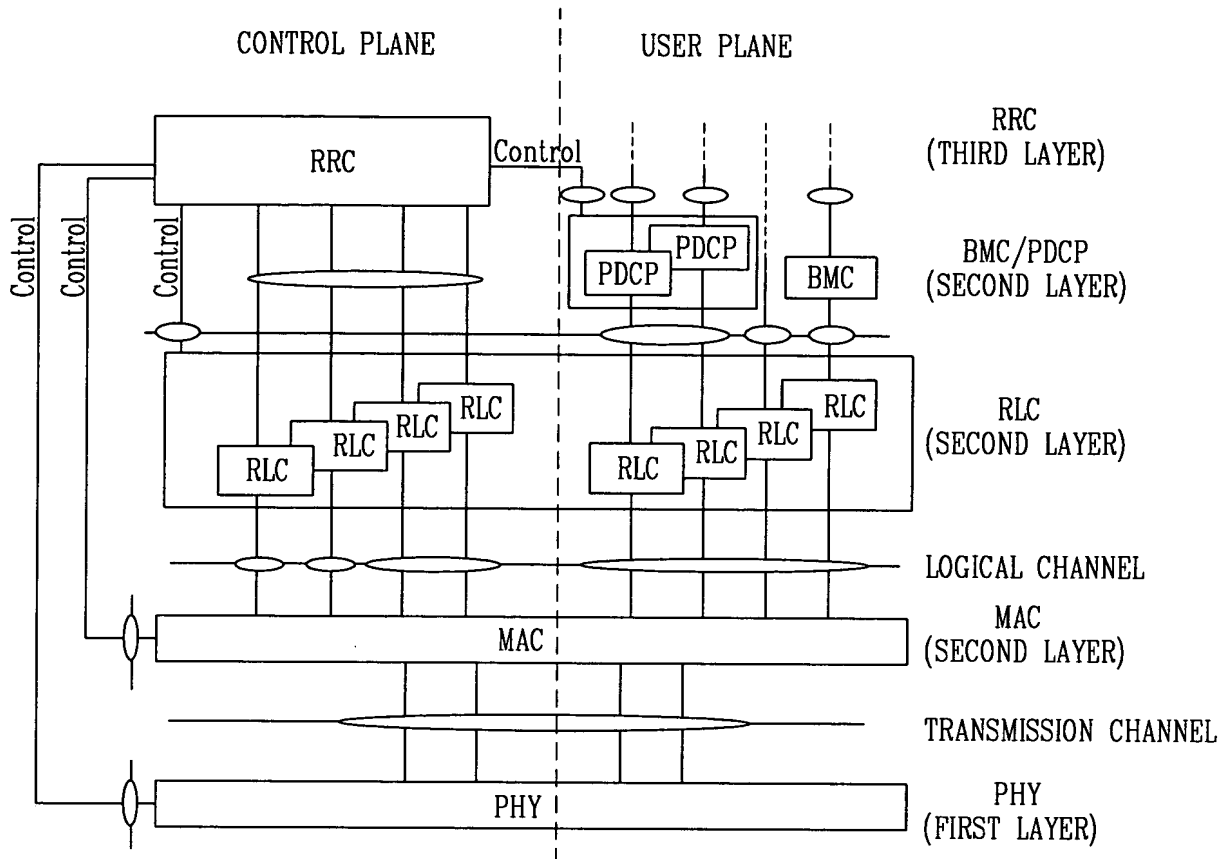 CONTROL PLANE
USER PLANE
RRC
Control
RRC
(THIRD LAYER)
Control
Control
Control
PDCP
PDCP
BMC
BMC/PDCP
(SECOND LAYER)
RLC
RLC
RLC
RLC
RLC
RLC
RLC
RLC
RLC
(SECOND LAYER)
LOGICAL CHANNEL
MAC
MAC
(SECOND LAYER)
TRANSMISSION CHANNEL
PHY
PHY
(FIRST LAYER)